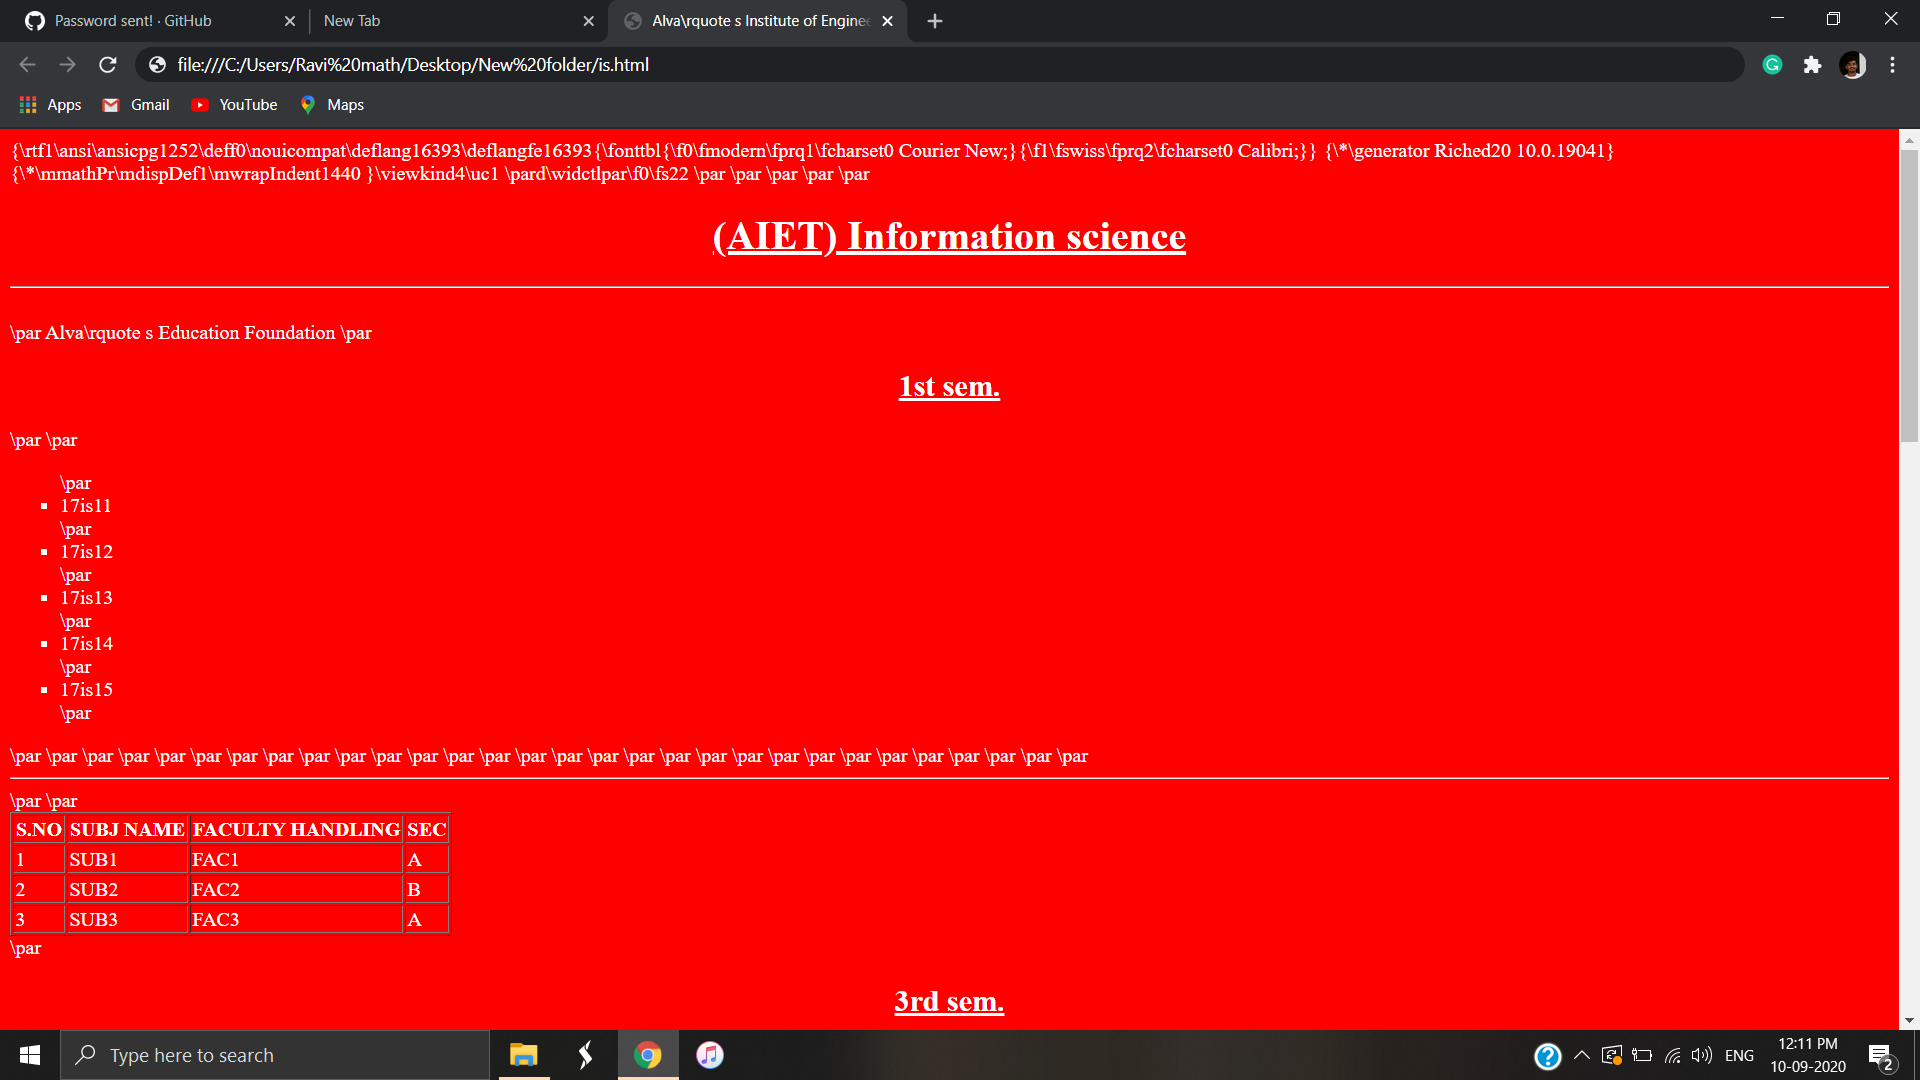 Password sent! · GitHub
New Tab
Alva\rquote s Institute of Enginee
file:///C:/Users/Ravi%20math/Desktop/New%20folder/is.html
Apps Gmail YouTube Maps
{\rtf1\ansi\ansicpg1252\deff0\nouicompat\deflang16393\deflangfe16393{\fonttbl{\f0\fmodern\fprq1\fcharset0 Courier New;}{\f1\fswiss\fprq2\fcharset0 Calibri;}} {\*\generator Riched20 10.0.19041}
{\*\mmathPr\mdispDef1\mwrapIndent1440 }\viewkind4\uc1 \pard\widctlpar\f0\fs22 \par \par \par \par \par
(AIET) Information science
\par Alva\rquote s Education Foundation \par
1st sem.
\par \par
\par
17is11
\par
17is12
\par
17is13
\par
17is14
\par
17is15
\par
\par \par \par \par \par \par \par \par \par \par \par \par \par \par \par \par \par \par \par \par \par \par \par \par \par \par \par \par \par \par
\par \par
S.NO SUBJ NAME FACULTY HANDLING SEC
1 SUB1 FAC1 A
2 SUB2 FAC2 B
3 SUB3 FAC3 A
\par
3rd sem.
Type here to search
ENG
12:11 PM
10-09-2020
2